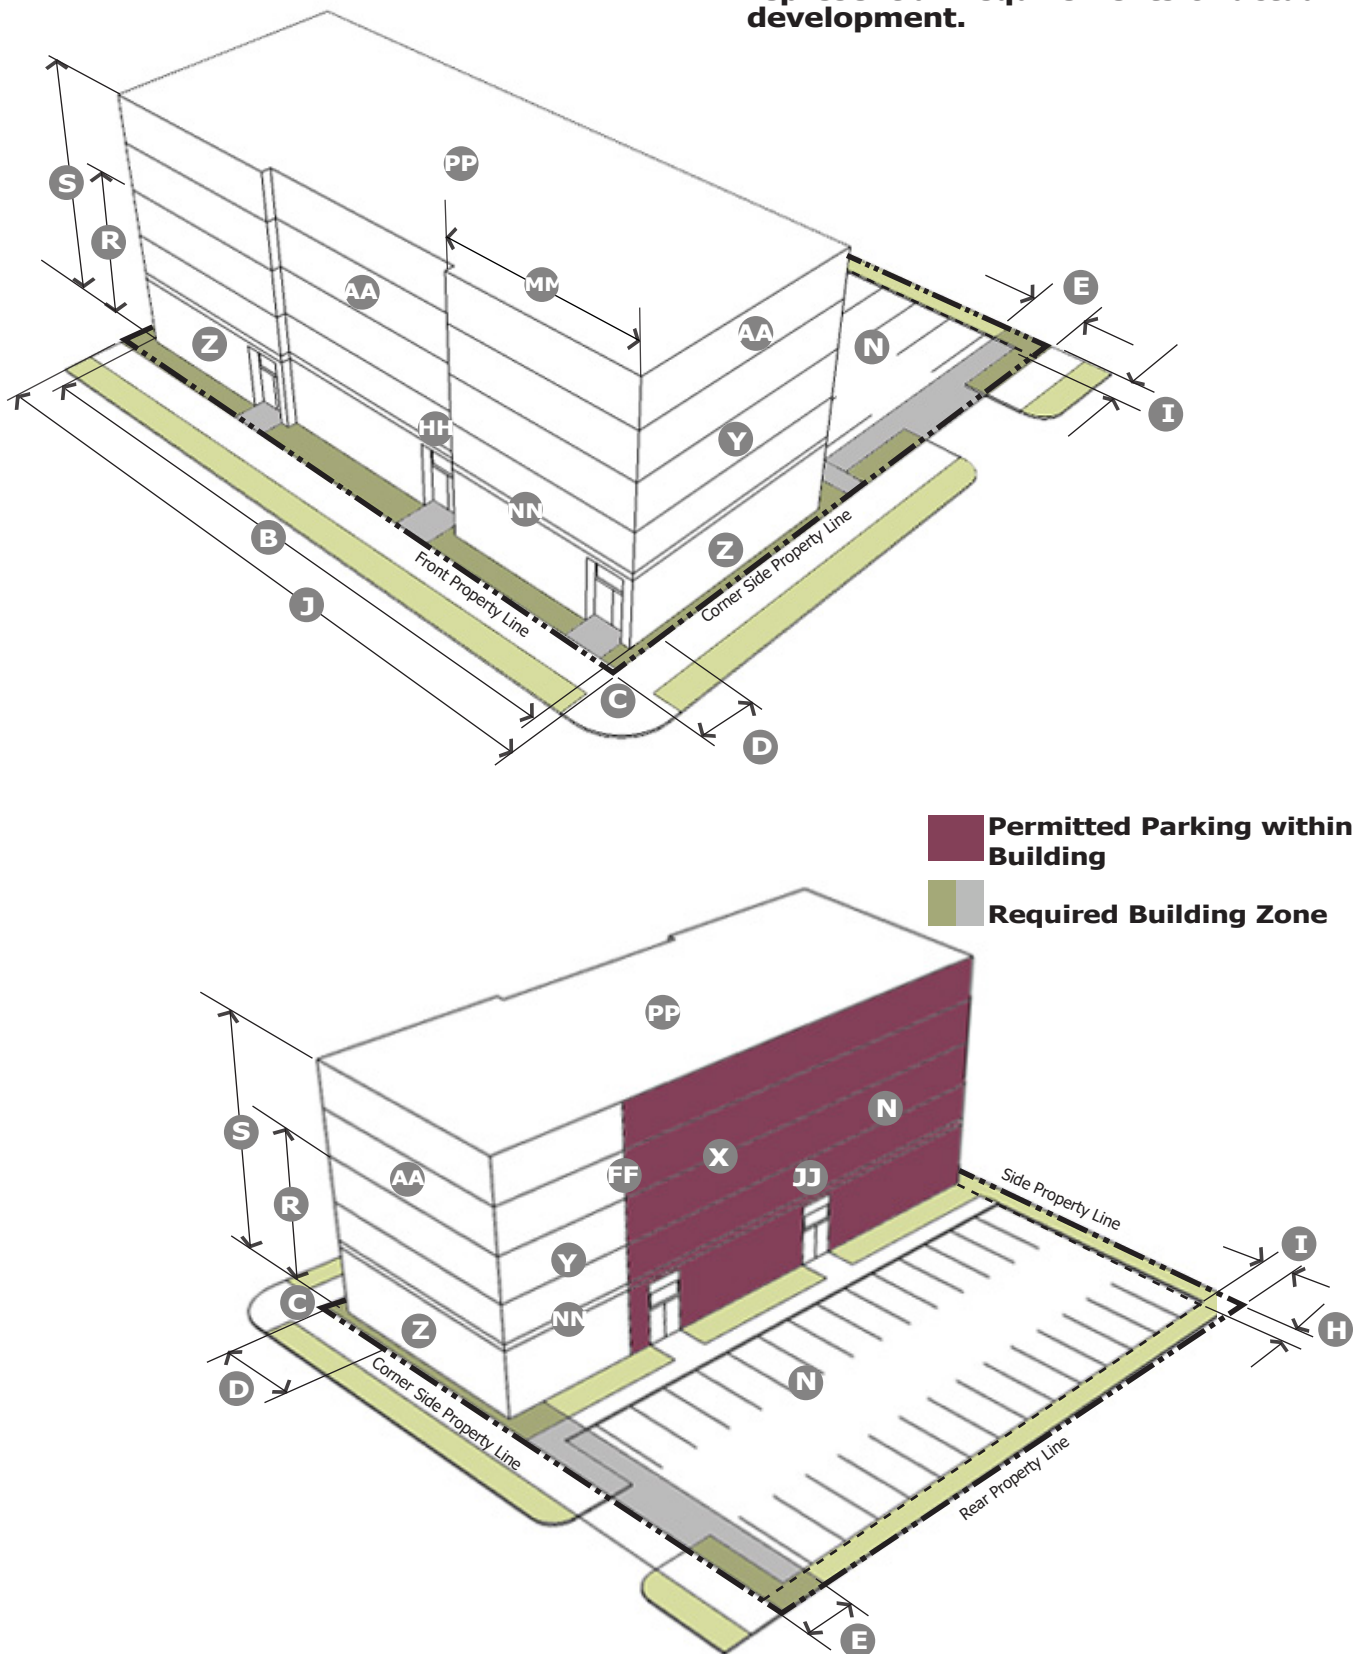 development.
S
R
PP
MM
AA
AA
Z
N
E
I
HH
Y
NN
Z
B
J
Front Property Line
Corner Side Property Line
C
D
Permitted Parking within
Building
Required Building Zone
PP
S
R
AA
FF
X
N
JJ
Y
NN
C
Z
D
N
Side Property Line
I
H
Corner Side Property Line
Rear Property Line
E